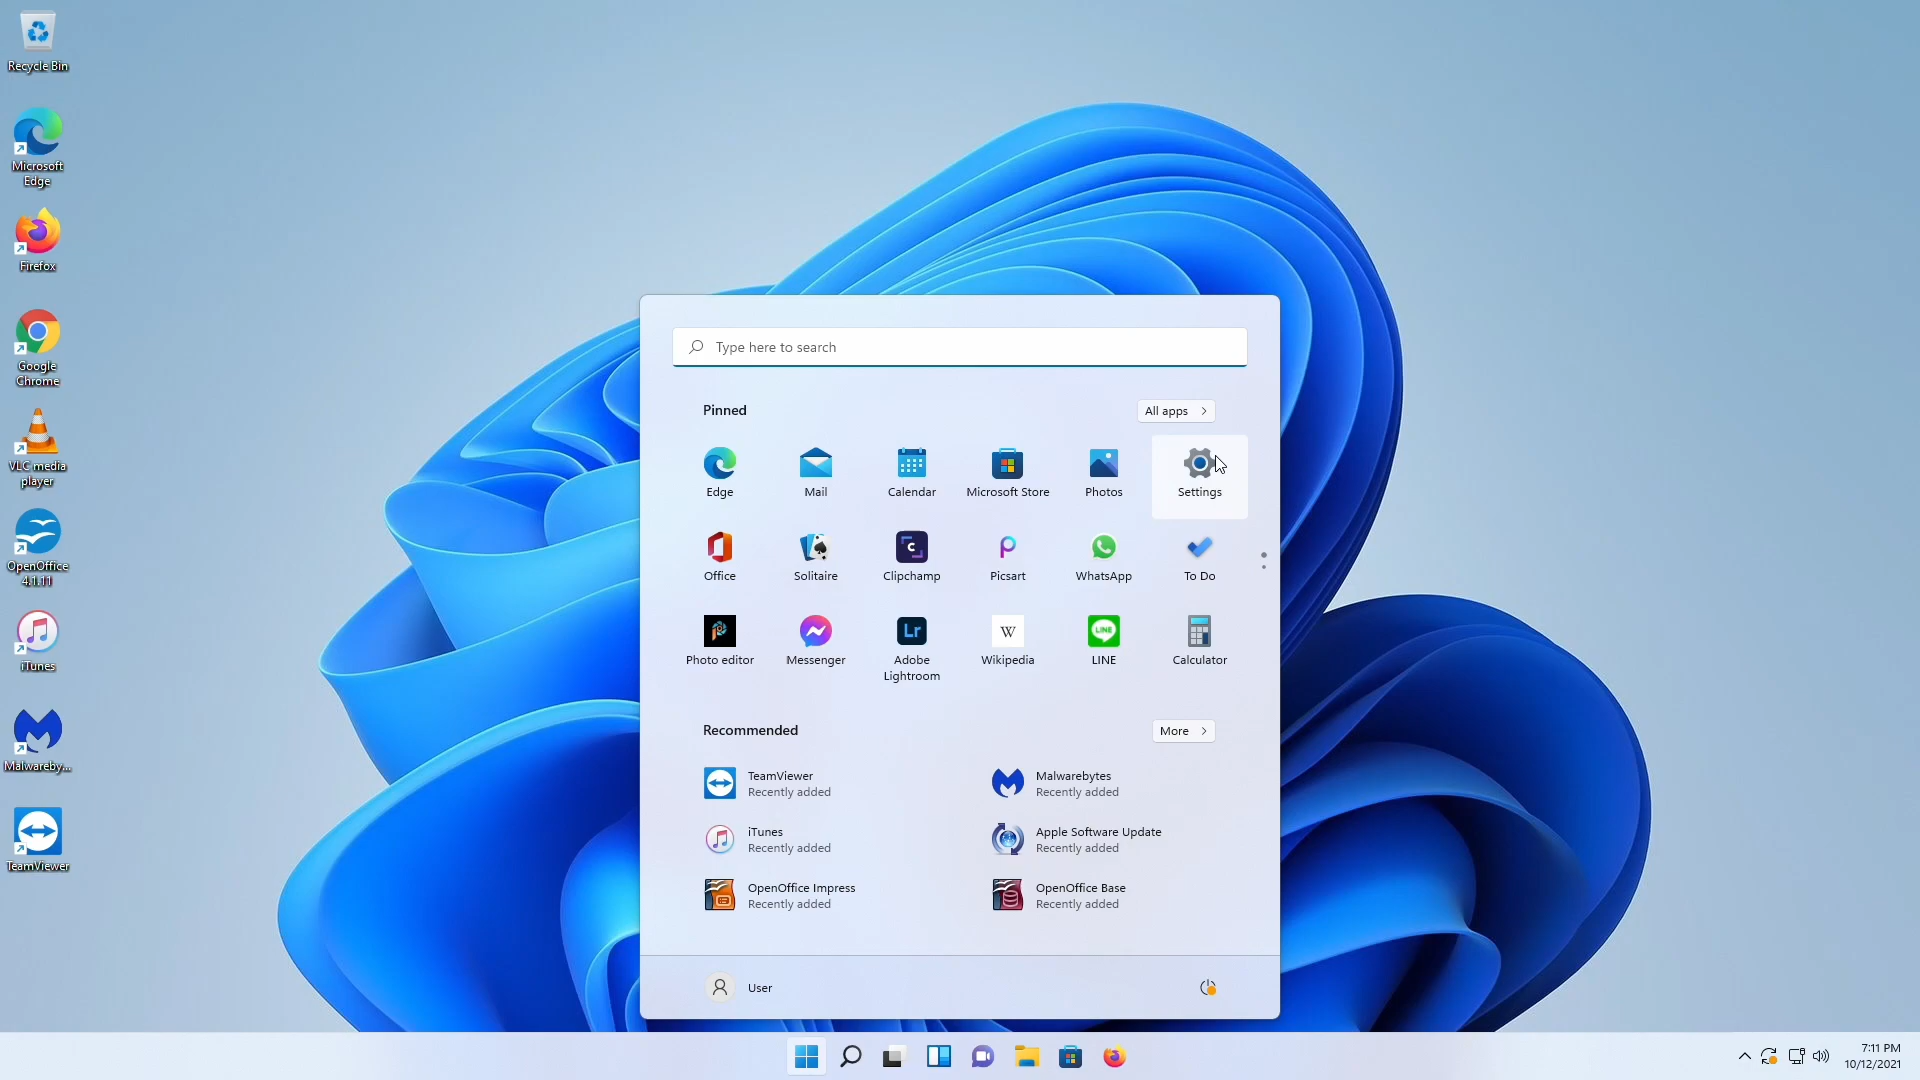 Recycle Bin
Microsoft
Edge
Firefox
Google
Chrome
VLC media
player
OpenOffice
4.1.11
iTunes
Malwareby...
TeamViewer
Type here to search
Pinned
All apps
Edge
Mail
Calendar
Microsoft Store
Photos
Settings
Office
Solitaire
Clipchamp
Picsart
WhatsApp
To Do
Photo editor
Messenger
Lr
Adobe
Lightroom
W
Wikipedia
LINE
LINE
Calculator
Recommended
More
TeamViewer
Recently added
Malwarebytes
Recently added
iTunes
Recently added
Apple Software Update
Recently added
OpenOffice Impress
Recently added
OpenOffice Base
Recently added
User
7:11 PM
10/12/2021